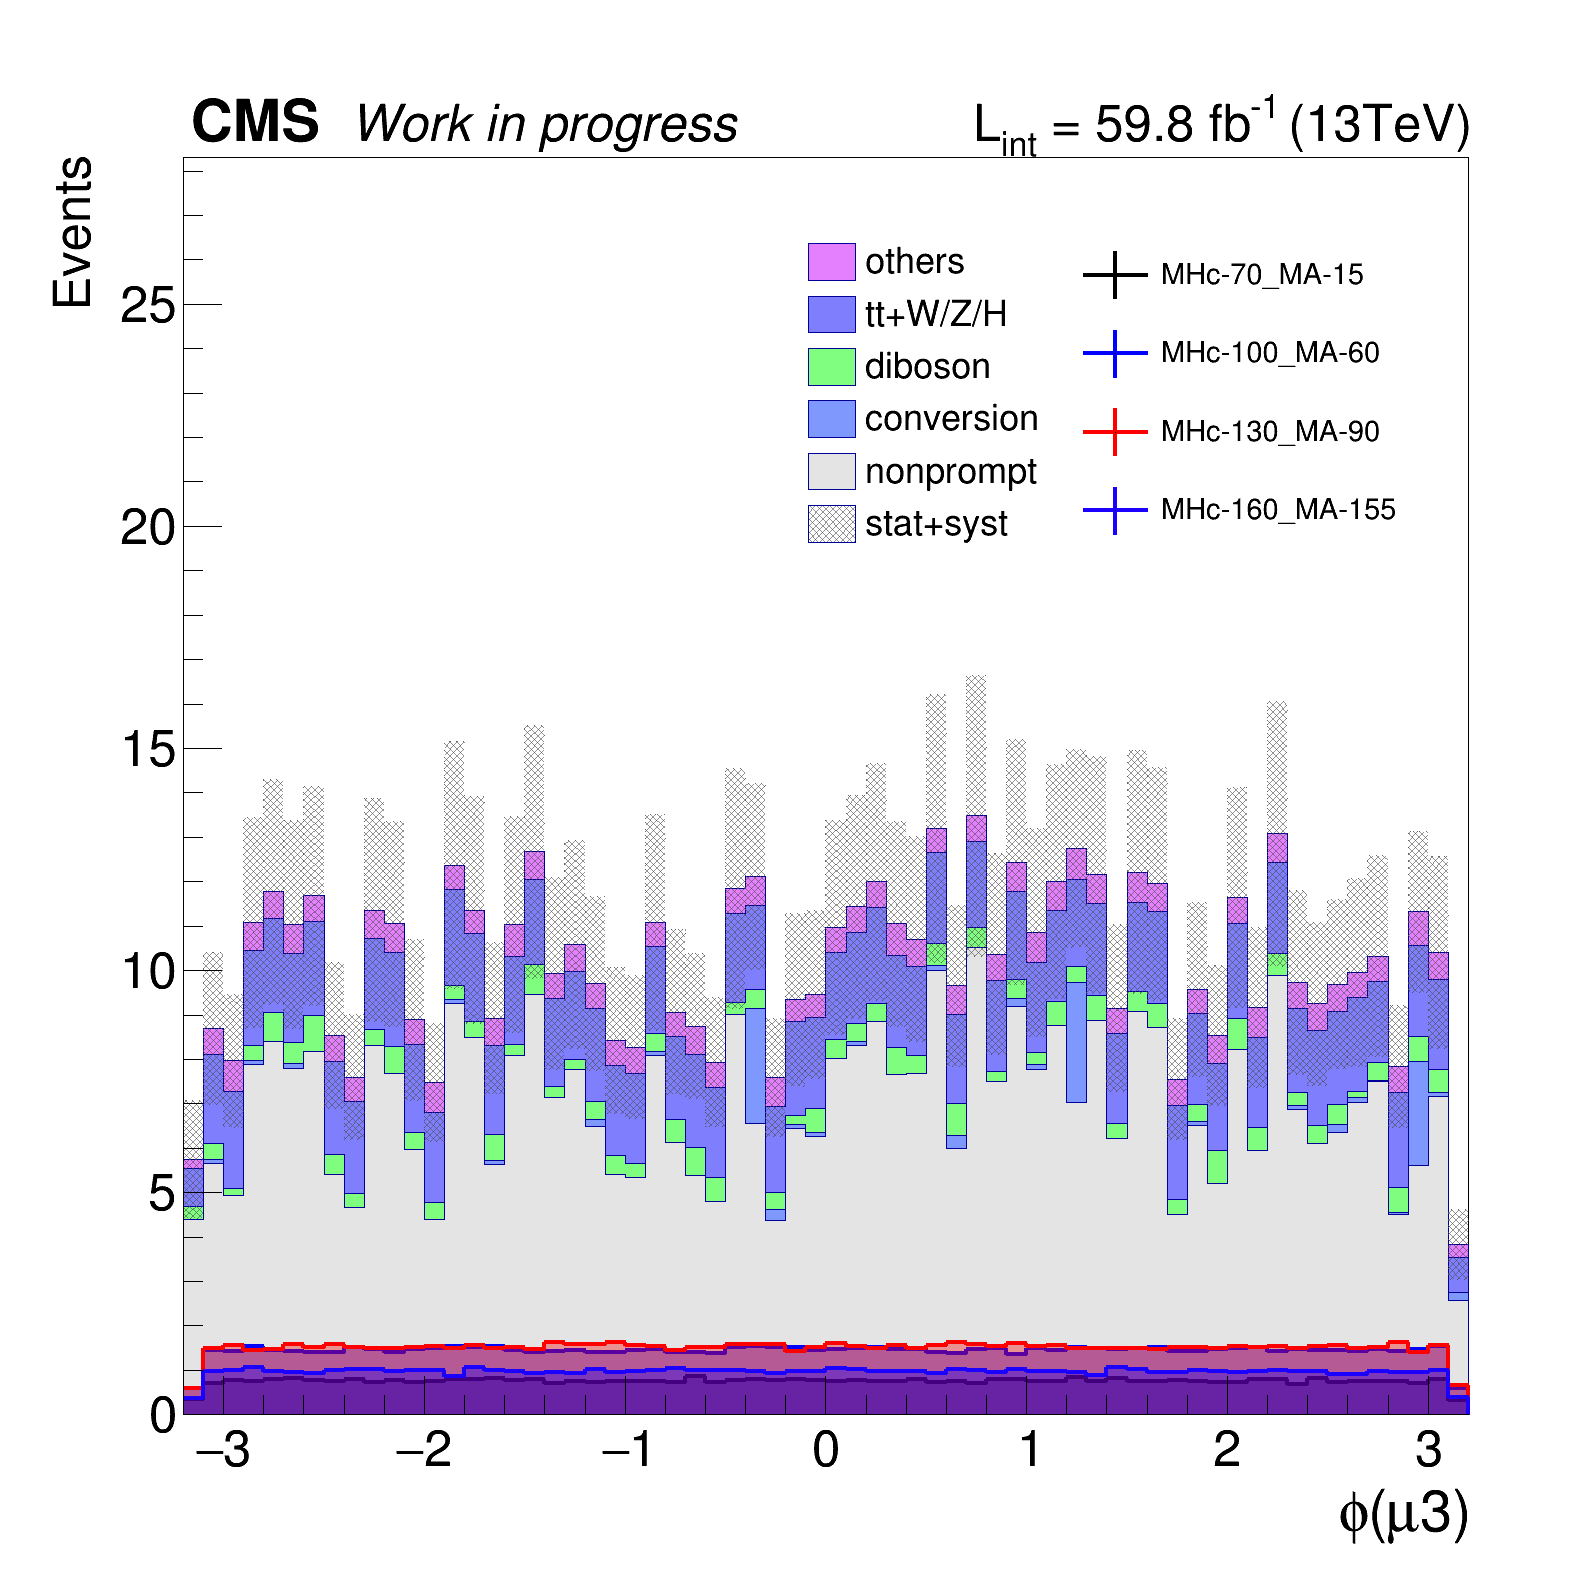 CMS Work in progress
L_int = 59.8 fb^-1 (13TeV)
Events
25
20
15
10
5
0
others
tt+W/Z/H
diboson
conversion
nonprompt
stat+syst
MHc-70_MA-15
MHc-100_MA-60
MHc-130_MA-90
MHc-160_MA-155
−3 −2 −1 0 1 2 3
ϕ(μ3)